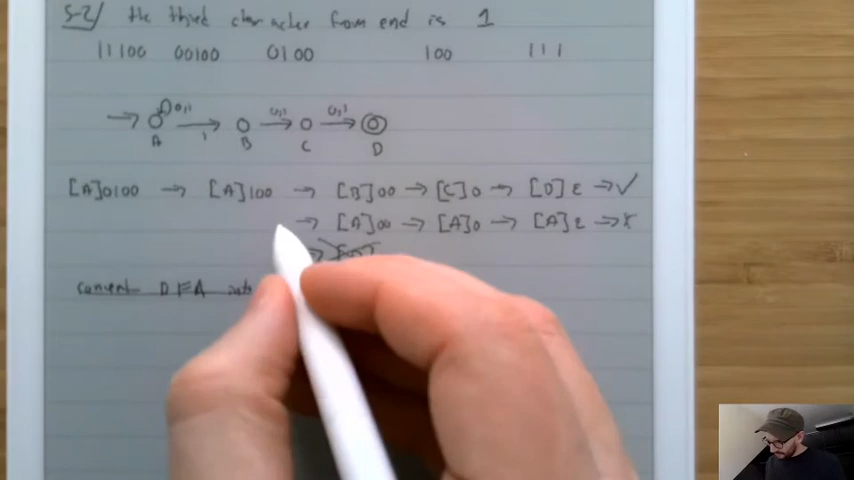 5-2/ the third character from end is 1
11100 00100 0100 100 111
→ 0,1 1 0,1 0,1
A B C D
[A]0100 → [A]100 → [B]00 → [C]0 → [D]ε → ✓
→ [A]00 → [A]0 → [A]ε → ✗
convert DFA